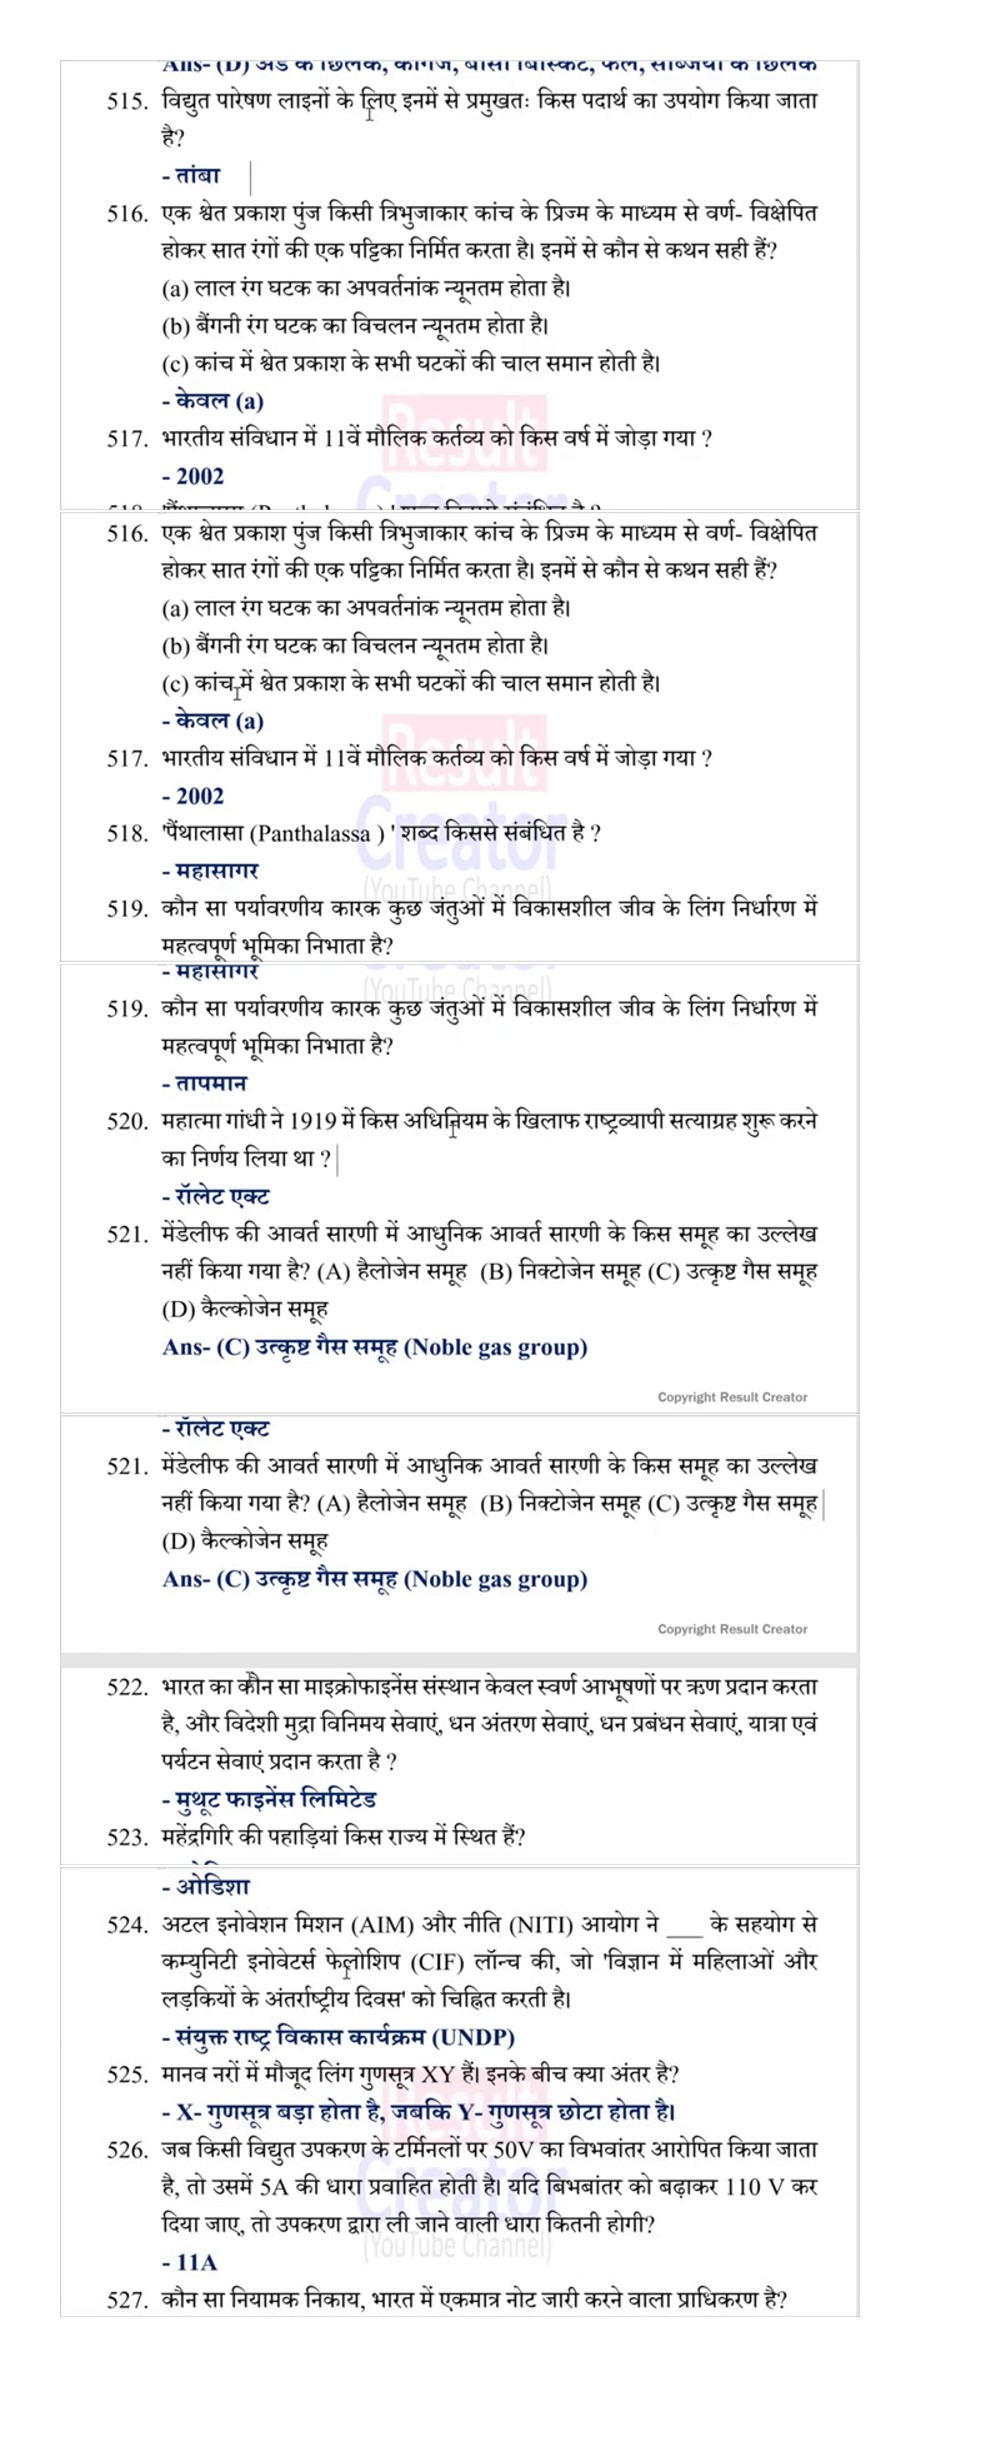 Ans- (D) अंडे के छिलके, कागज, बासी बिस्किट, फल, सब्जियों के छिलके
515. विद्युत पारेषण लाइनों के लिए इनमें से प्रमुखतः किस पदार्थ का उपयोग किया जाता
है?
- तांबा
516. एक श्वेत प्रकाश पुंज किसी त्रिभुजाकार कांच के प्रिज्म के माध्यम से वर्ण- विक्षेपित
होकर सात रंगों की एक पट्टिका निर्मित करता है। इनमें से कौन से कथन सही हैं?
(a) लाल रंग घटक का अपवर्तनांक न्यूनतम होता है।
(b) बैंगनी रंग घटक का विचलन न्यूनतम होता है।
(c) कांच में श्वेत प्रकाश के सभी घटकों की चाल समान होती है।
- केवल (a)
517. भारतीय संविधान में 11वें मौलिक कर्तव्य को किस वर्ष में जोड़ा गया ?
- 2002
516. एक श्वेत प्रकाश पुंज किसी त्रिभुजाकार कांच के प्रिज्म के माध्यम से वर्ण- विक्षेपित
होकर सात रंगों की एक पट्टिका निर्मित करता है। इनमें से कौन से कथन सही हैं?
(a) लाल रंग घटक का अपवर्तनांक न्यूनतम होता है।
(b) बैंगनी रंग घटक का विचलन न्यूनतम होता है।
(c) कांच में श्वेत प्रकाश के सभी घटकों की चाल समान होती है।
- केवल (a)
517. भारतीय संविधान में 11वें मौलिक कर्तव्य को किस वर्ष में जोड़ा गया ?
- 2002
518. 'पैंथालासा (Panthalassa ) ' शब्द किससे संबंधित है ?
- महासागर
519. कौन सा पर्यावरणीय कारक कुछ जंतुओं में विकासशील जीव के लिंग निर्धारण में
महत्वपूर्ण भूमिका निभाता है?
- महासागर
519. कौन सा पर्यावरणीय कारक कुछ जंतुओं में विकासशील जीव के लिंग निर्धारण में
महत्वपूर्ण भूमिका निभाता है?
- तापमान
520. महात्मा गांधी ने 1919 में किस अधिनियम के खिलाफ राष्ट्रव्यापी सत्याग्रह शुरू करने
का निर्णय लिया था ?
- रॉलेट एक्ट
521. मेंडेलीफ की आवर्त सारणी में आधुनिक आवर्त सारणी के किस समूह का उल्लेख
नहीं किया गया है? (A) हैलोजेन समूह (B) निक्टोजेन समूह (C) उत्कृष्ट गैस समूह
(D) कैल्कोजेन समूह
Ans- (C) उत्कृष्ट गैस समूह (Noble gas group)
Copyright Result Creator
- रॉलेट एक्ट
521. मेंडेलीफ की आवर्त सारणी में आधुनिक आवर्त सारणी के किस समूह का उल्लेख
नहीं किया गया है? (A) हैलोजेन समूह (B) निक्टोजेन समूह (C) उत्कृष्ट गैस समूह
(D) कैल्कोजेन समूह
Ans- (C) उत्कृष्ट गैस समूह (Noble gas group)
Copyright Result Creator
522. भारत का कौन सा माइक्रोफाइनेंस संस्थान केवल स्वर्ण आभूषणों पर ऋण प्रदान करता
है, और विदेशी मुद्रा विनिमय सेवाएं, धन अंतरण सेवाएं, धन प्रबंधन सेवाएं, यात्रा एवं
पर्यटन सेवाएं प्रदान करता है ?
- मुथूट फाइनेंस लिमिटेड
523. महेंद्रगिरि की पहाड़ियां किस राज्य में स्थित हैं?
- ओडिशा
524. अटल इनोवेशन मिशन (AIM) और नीति (NITI) आयोग ने ___ के सहयोग से
कम्युनिटी इनोवेटर्स फेलोशिप (CIF) लॉन्च की, जो 'विज्ञान में महिलाओं और
लड़कियों के अंतर्राष्ट्रीय दिवस' को चिह्नित करती है।
- संयुक्त राष्ट्र विकास कार्यक्रम (UNDP)
525. मानव नरों में मौजूद लिंग गुणसूत्र XY हैं। इनके बीच क्या अंतर है?
- X- गुणसूत्र बड़ा होता है, जबकि Y- गुणसूत्र छोटा होता है।
526. जब किसी विद्युत उपकरण के टर्मिनलों पर 50V का विभवांतर आरोपित किया जाता
है, तो उसमें 5A की धारा प्रवाहित होती है। यदि बिभबांतर को बढ़ाकर 110 V कर
दिया जाए, तो उपकरण द्वारा ली जाने वाली धारा कितनी होगी?
- 11A
527. कौन सा नियामक निकाय, भारत में एकमात्र नोट जारी करने वाला प्राधिकरण है?
Result
Creator
(YouTube Channel)